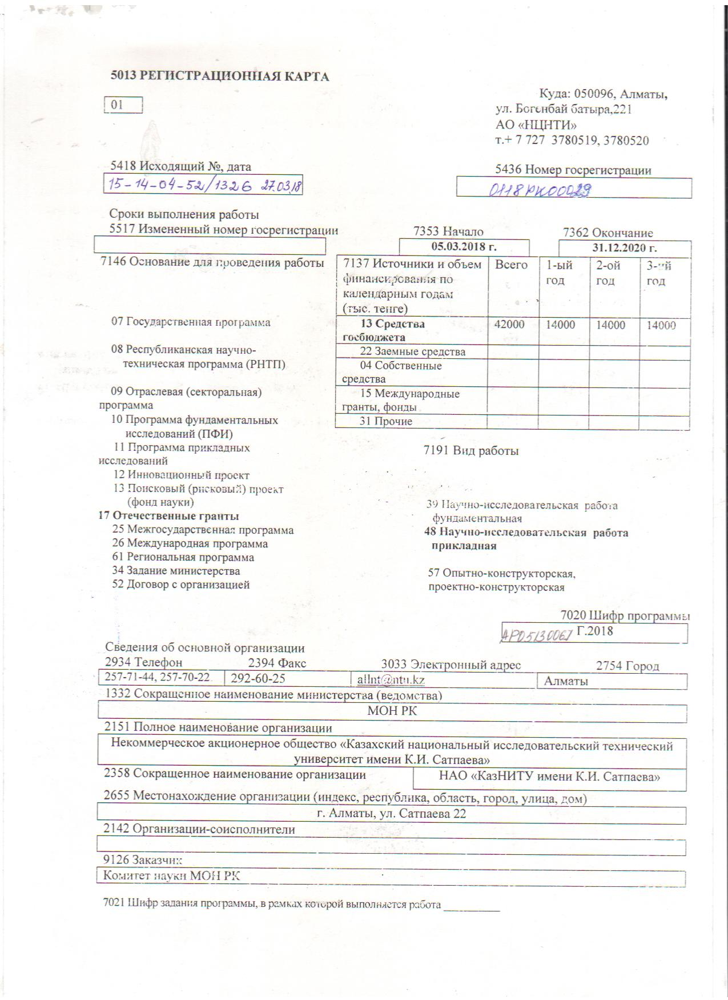 5013 РЕГИСТРАЦИОННАЯ КАРТА
01
Куда: 050096, Алматы,
ул. Богенбай батыра,221
АО «НЦНТИ»
т.+ 7 727 3780519, 3780520
5418 Исходящий №, дата
15-14-04-52/1326 27.03.18
5436 Номер госрегистрации
0118РК00029
Сроки выполнения работы
5517 Измененный номер госрегистрации
7353 Начало
7362 Окончание
05.03.2018 г.
31.12.2020 г.
7146 Основание для проведения работы
07 Государственная программа
08 Республиканская научно-
техническая программа (РНТП)
09 Отраслевая (секторальная)
программа
10 Программа фундаментальных
исследований (ПФИ)
11 Программа прикладных
исследований
12 Инновационный проект
13 Поисковый (рисковый) проект
(фонд науки)
17 Отечественные гранты
25 Межгосударственная программа
26 Международная программа
61 Региональная программа
34 Задание министерства
52 Договор с организацией
7137 Источники и объем Всего 1-ый 2-ой 3-ий
финансирования по год год год
календарным годам
(тыс. тенге)
13 Средства 42000 14000 14000 14000
госбюджета
22 Заемные средства
04 Собственные
средства
15 Международные
гранты, фонды
31 Прочие
7191 Вид работы
39 Научно-исследовательская работа
фундаментальная
48 Научно-исследовательская работа
прикладная
57 Опытно-конструкторская,
проектно-конструкторская
7020 Шифр программы
АР05130067 Г.2018
Сведения об основной организации
2934 Телефон 2394 Факс 3033 Электронный адрес 2754 Город
257-71-44, 257-70-22 292-60-25 allnt@ntu.kz Алматы
1332 Сокращенное наименование министерства (ведомства)
МОН РК
2151 Полное наименование организации
Некоммерческое акционерное общество «Казахский национальный исследовательский технический
университет имени К.И. Сатпаева»
2358 Сокращенное наименование организации НАО «КазНИТУ имени К.И. Сатпаева»
2655 Местонахождение организации (индекс, республика, область, город, улица, дом)
г. Алматы, ул. Сатпаева 22
2142 Организации-соисполнители
9126 Заказчик
Комитет науки МОН РК
7021 Шифр задания программы, в рамках которой выполняется работа __________